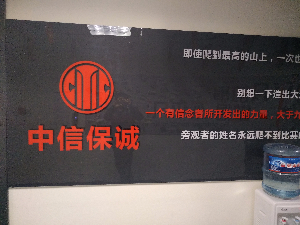 即使爬到最高的山上，一次也
别想一下造出大
一个有信念者所开发出的力量，大于九
旁观者的姓名永远爬不到比赛
中信保诚